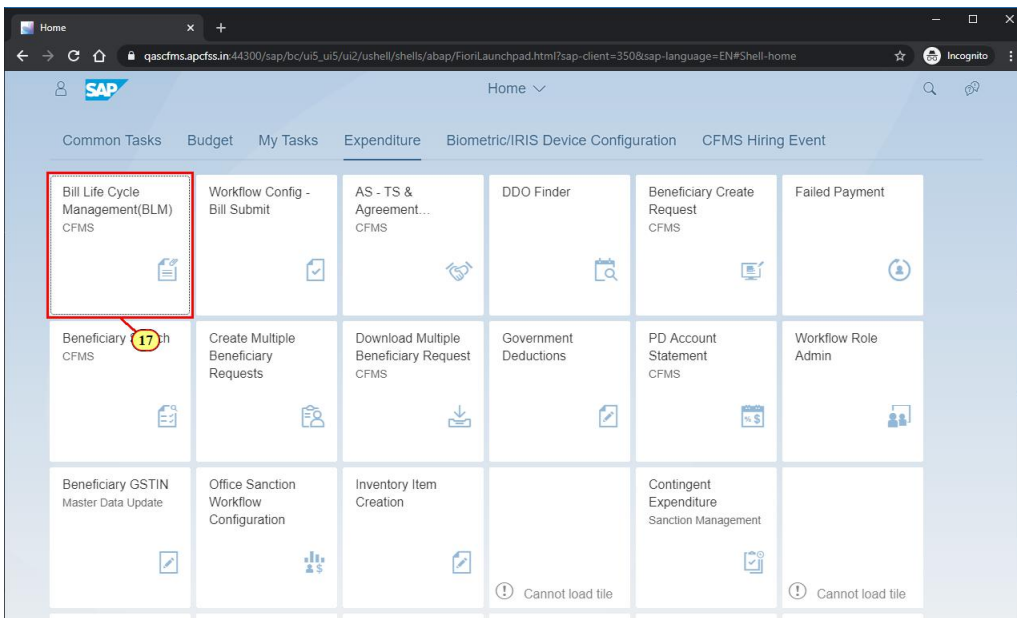 Home
qascfms.apcfss.in:44300/sap/bc/ui5_ui5/ui2/ushell/shells/abap/FioriLaunchpad.html?sap-client=350&sap-language=EN#Shell-home
Incognito
SAP
Home
Common Tasks Budget My Tasks Expenditure Biometric/IRIS Device Configuration CFMS Hiring Event
Bill Life Cycle
Management(BLM)
CFMS
Workflow Config -
Bill Submit
AS - TS &
Agreement...
CFMS
DDO Finder
Beneficiary Create
Request
CFMS
Failed Payment
17
Beneficiary
CFMS
Create Multiple
Beneficiary
Requests
Download Multiple
Beneficiary Request
CFMS
Government
Deductions
PD Account
Statement
CFMS
Workflow Role
Admin
Beneficiary GSTIN
Master Data Update
Office Sanction
Workflow
Configuration
Inventory Item
Creation
Cannot load tile
Contingent
Expenditure
Sanction Management
Cannot load tile